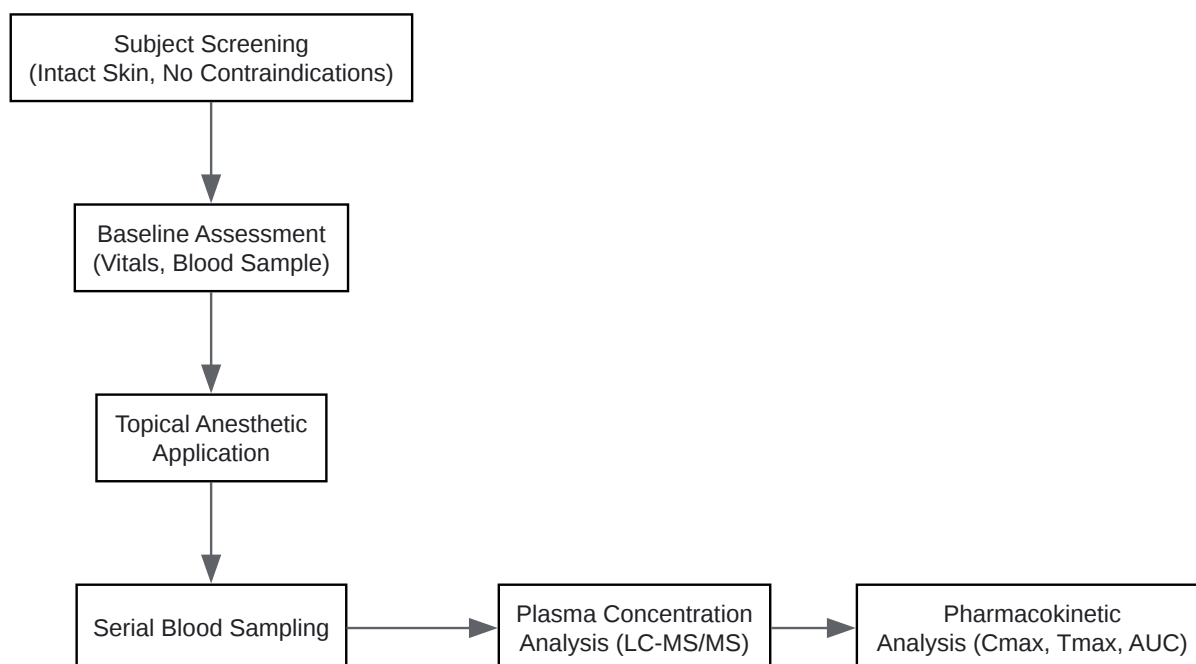 Subject Screening
(Intact Skin, No Contraindications)
Baseline Assessment
(Vitals, Blood Sample)
Topical Anesthetic
Application
Serial Blood Sampling
Plasma Concentration
Analysis (LC-MS/MS)
Pharmacokinetic
Analysis (Cmax, Tmax, AUC)